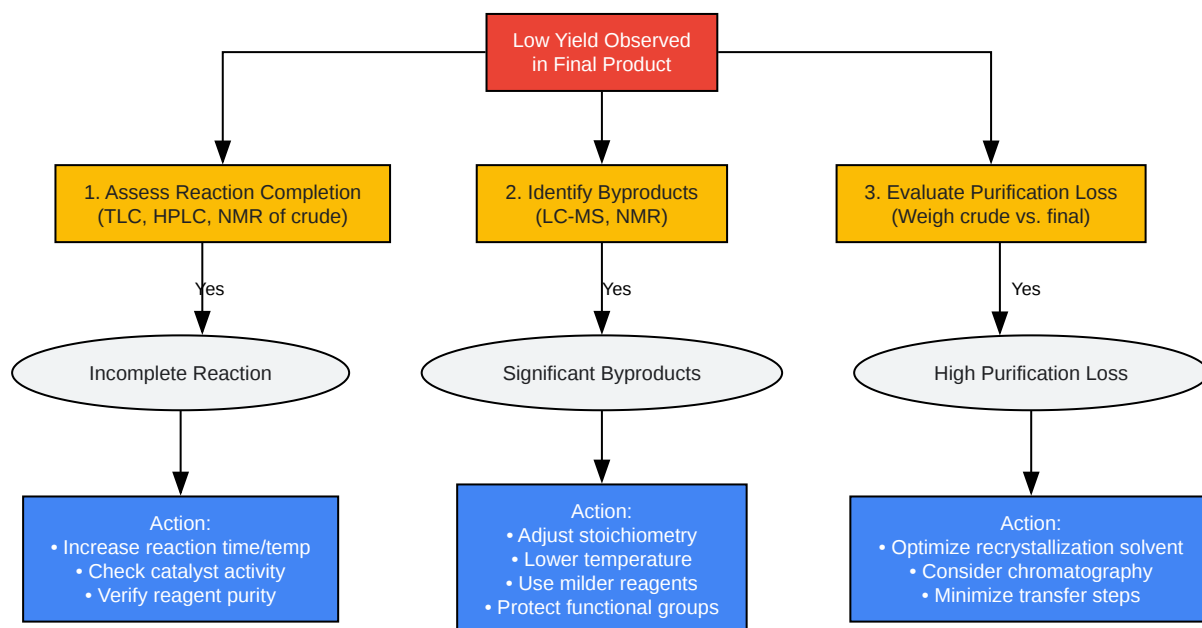 Low Yield Observed
in Final Product
1. Assess Reaction Completion
(TLC, HPLC, NMR of crude)
2. Identify Byproducts
(LC-MS, NMR)
3. Evaluate Purification Loss
(Weigh crude vs. final)
Yes
Yes
Yes
Incomplete Reaction
Significant Byproducts
High Purification Loss
Action:
• Increase reaction time/temp
• Check catalyst activity
• Verify reagent purity
Action:
• Adjust stoichiometry
• Lower temperature
• Use milder reagents
• Protect functional groups
Action:
• Optimize recrystallization solvent
• Consider chromatography
• Minimize transfer steps